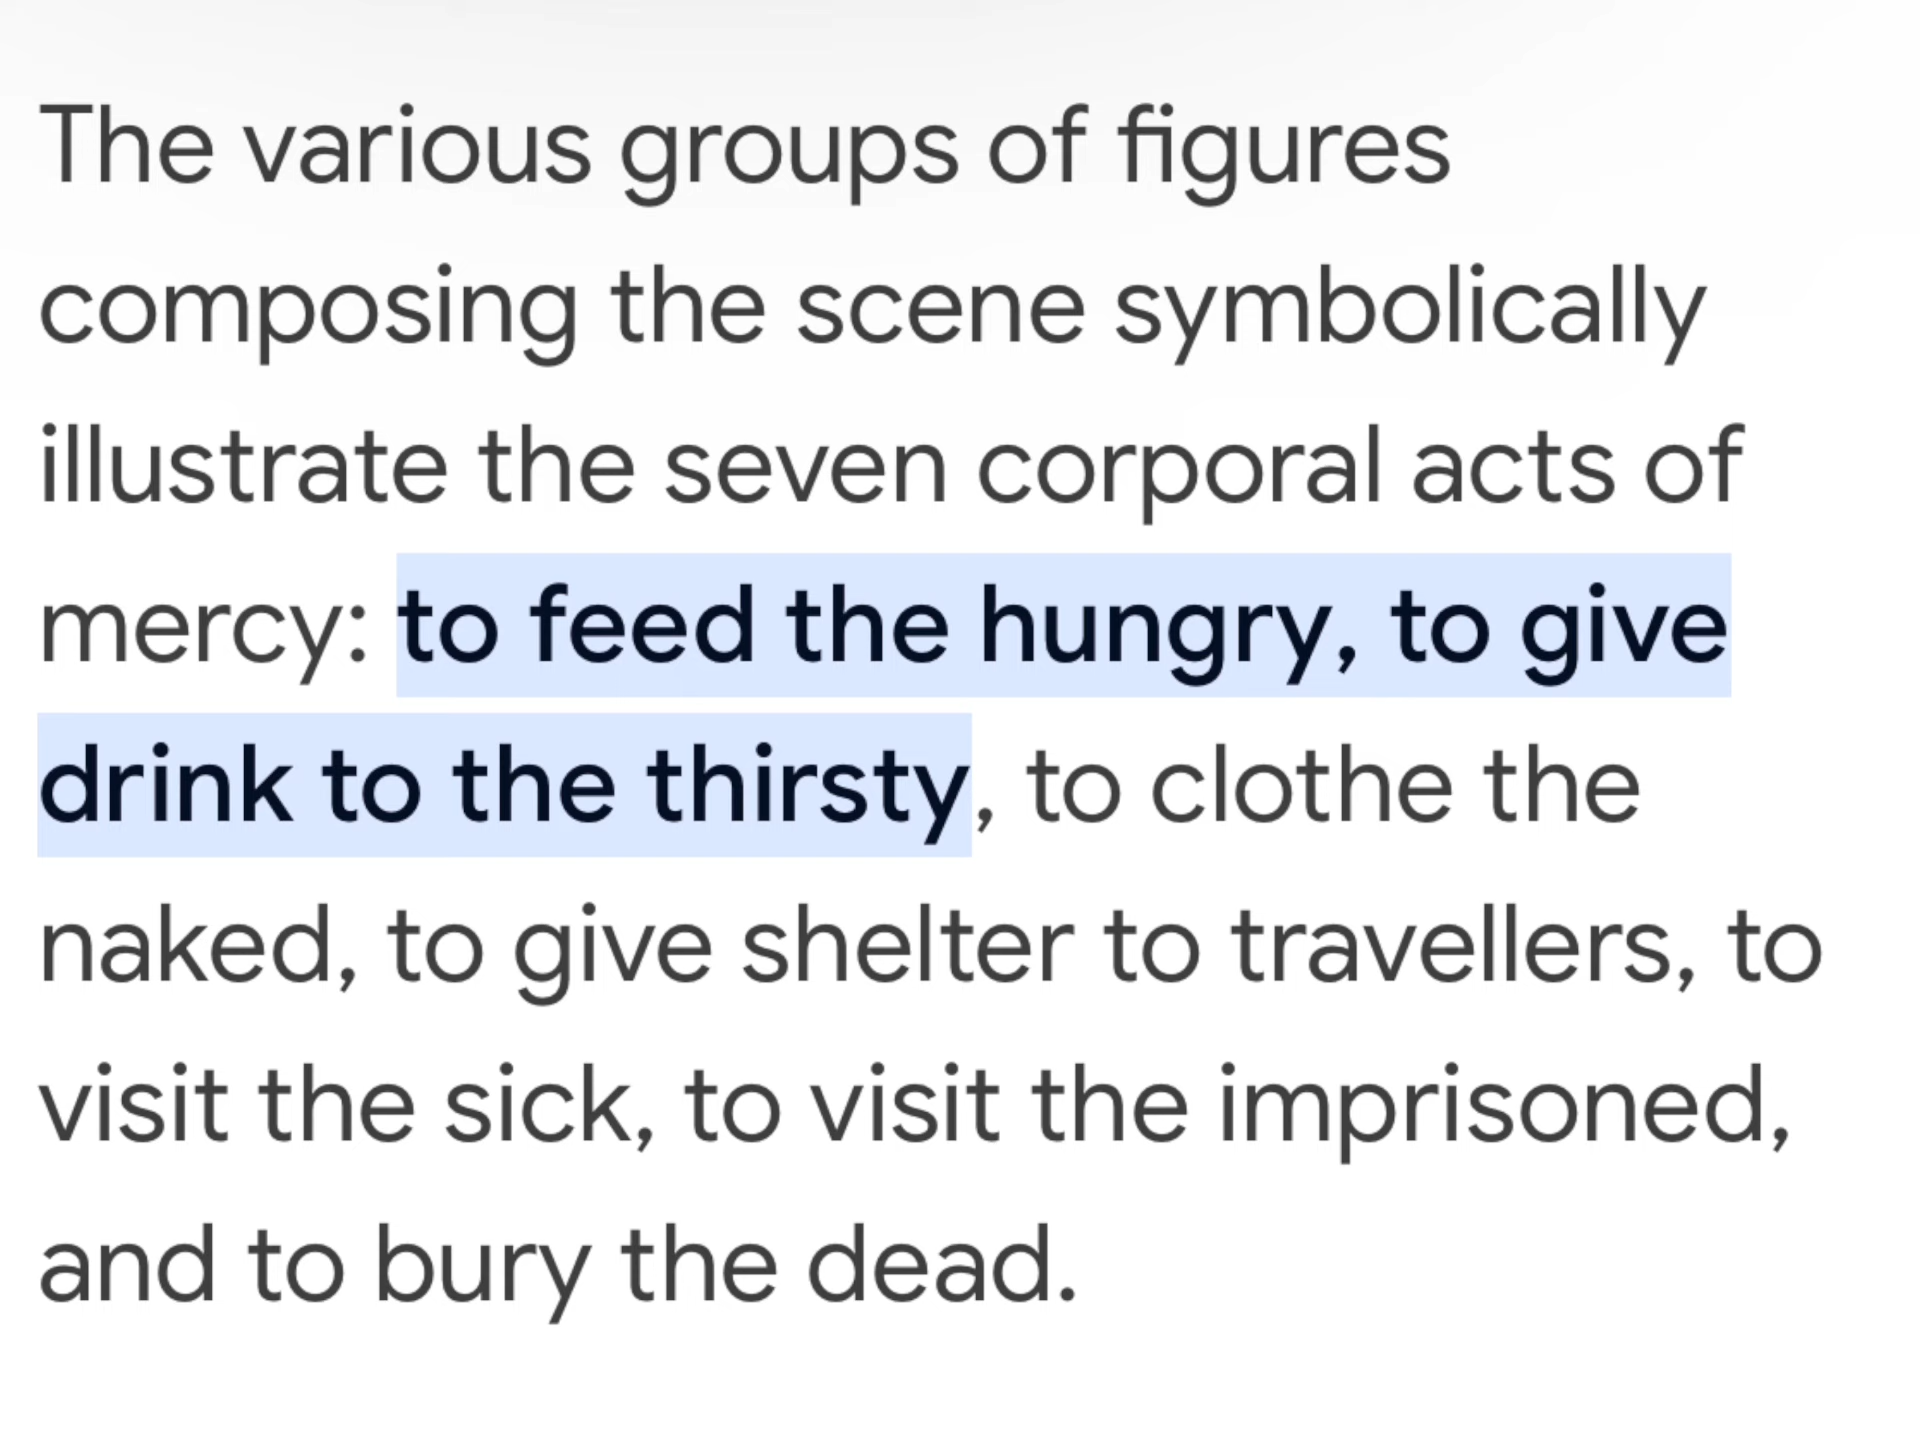 The various groups of figures
composing the scene symbolically
illustrate the seven corporal acts of
mercy: to feed the hungry, to give
drink to the thirsty, to clothe the
naked, to give shelter to travellers, to
visit the sick, to visit the imprisoned,
and to bury the dead.